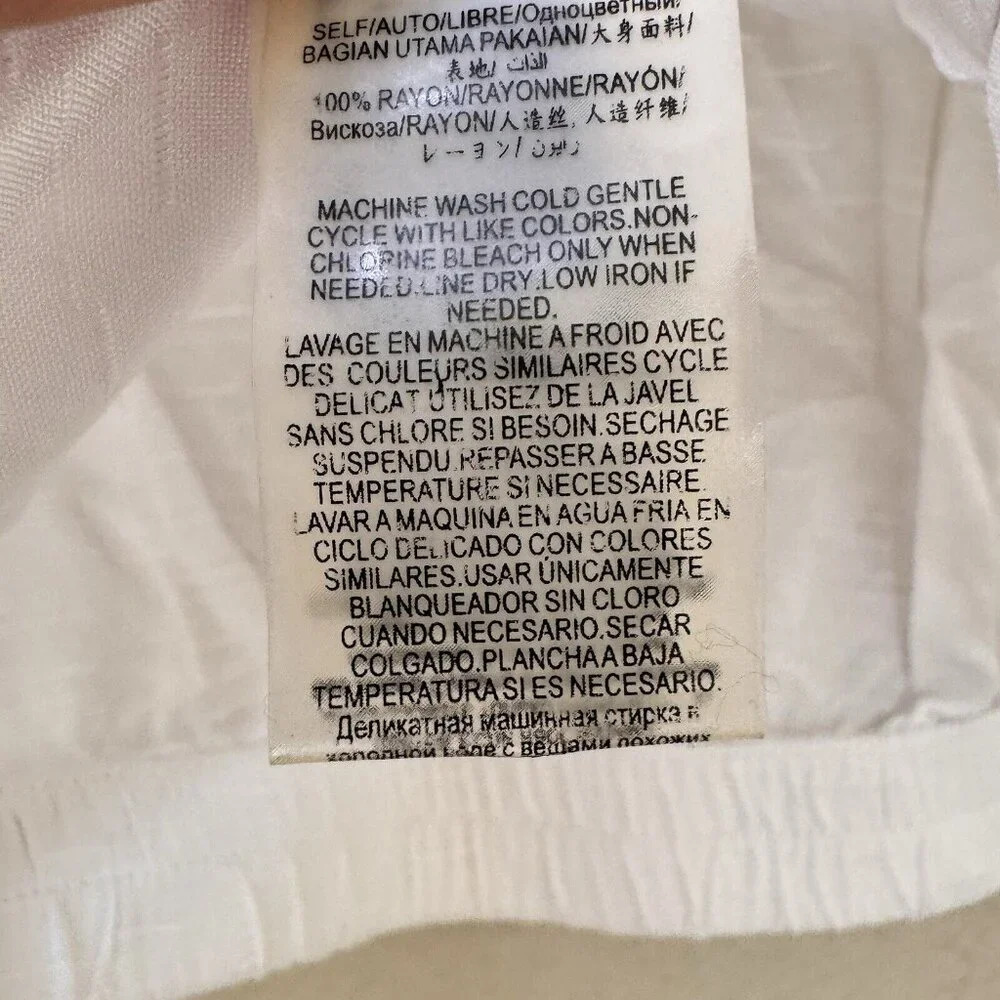 SELF/AUTO/LIBRE/Одноцветный/
BAGIAN UTAMA PAKAIAN/大身面料/
表地/ الذات
100% RAYON/RAYONNE/RAYÓN/
Вискоза/RAYON/人造丝, 人造纤维/
レーヨン/
MACHINE WASH COLD GENTLE
CYCLE WITH LIKE COLORS.NON-
CHLORINE BLEACH ONLY WHEN
NEEDED.LINE DRY.LOW IRON IF
NEEDED.
LAVAGE EN MACHINE A FROID AVEC
DES COULEURS SIMILAIRES CYCLE
DELICAT UTILISEZ DE LA JAVEL
SANS CHLORE SI BESOIN.SECHAGE
SUSPENDU.REPASSER A BASSE
TEMPERATURE SI NECESSAIRE.
LAVAR A MAQUINA EN AGUA FRIA EN
CICLO DELICADO CON COLORES
SIMILARES.USAR ÚNICAMENTE
BLANQUEADOR SIN CLORO
CUANDO NECESARIO.SECAR
COLGADO.PLANCHA A BAJA
TEMPERATURA SI ES NECESARIO.
Деликатная машинная стирка в
холодной воде с вещами похожих